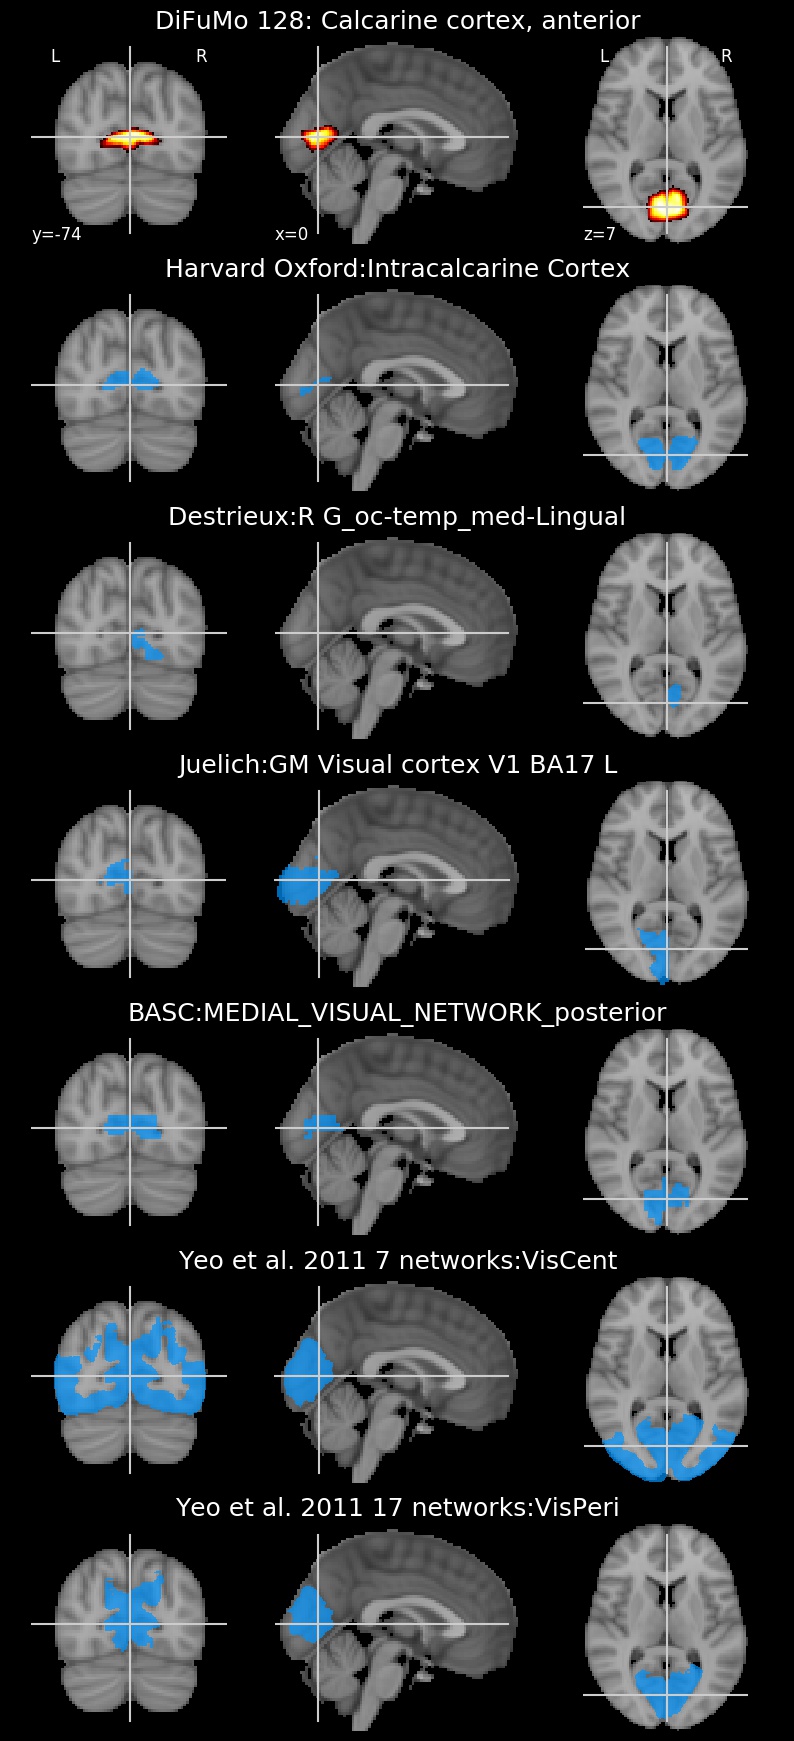 DiFuMo 128: Calcarine cortex, anterior
L R L R
y=-74 x=0 z=7
Harvard Oxford:Intracalcarine Cortex
Destrieux:R G_oc-temp_med-Lingual
Juelich:GM Visual cortex V1 BA17 L
BASC:MEDIAL_VISUAL_NETWORK_posterior
Yeo et al. 2011 7 networks:VisCent
Yeo et al. 2011 17 networks:VisPeri